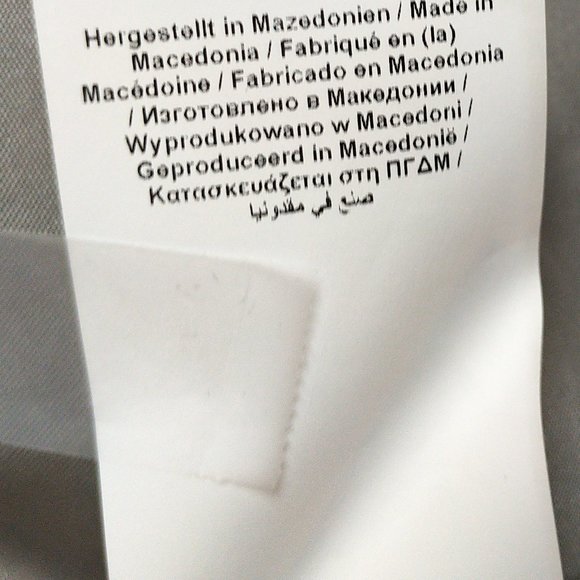 Hergestellt in Mazedonien / Made in
Macedonia / Fabriqué en (la)
Macédoine / Fabricado en Macedonia
/ Изготовлено в Македонии /
Wyprodukowano w Macedoni /
Geproduceerd in Macedonië /
Κατασκευάζεται στη ΠΓΔΜ /
صنع في مقدونيا